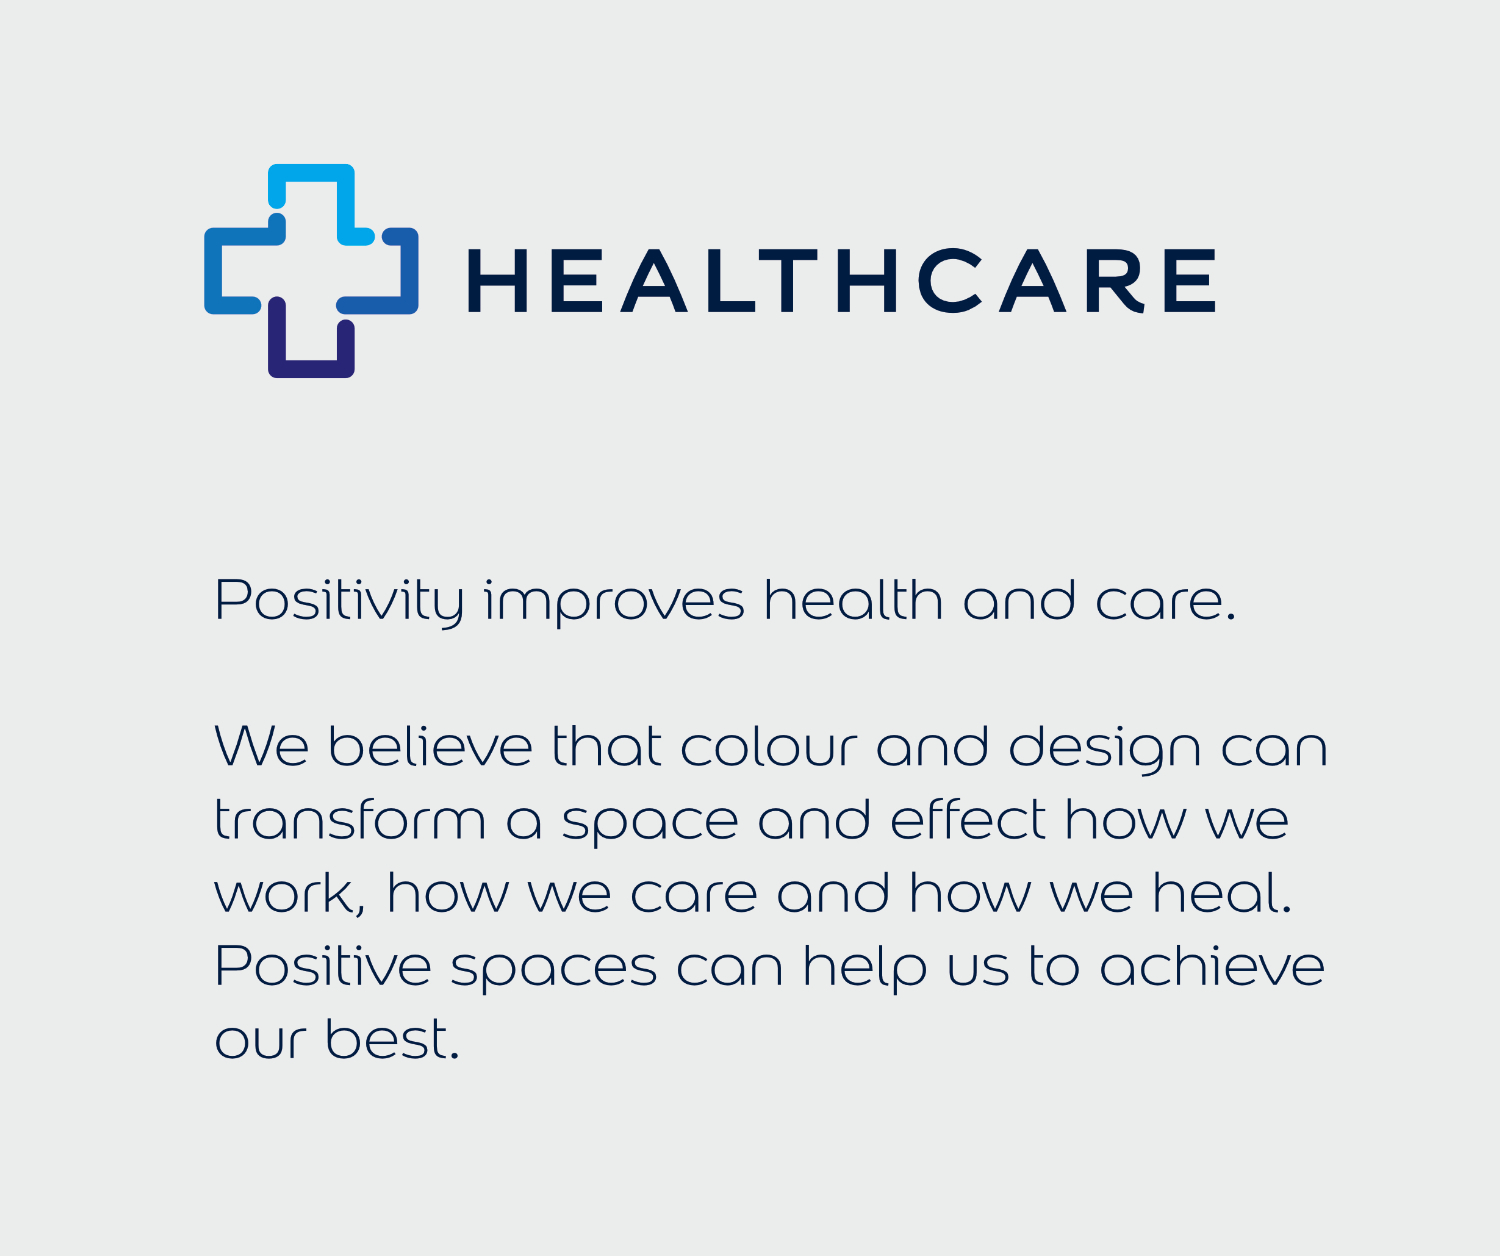 HEALTHCARE
Positivity improves health and care.
We believe that colour and design can
transform a space and effect how we
work, how we care and how we heal.
Positive spaces can help us to achieve
our best.